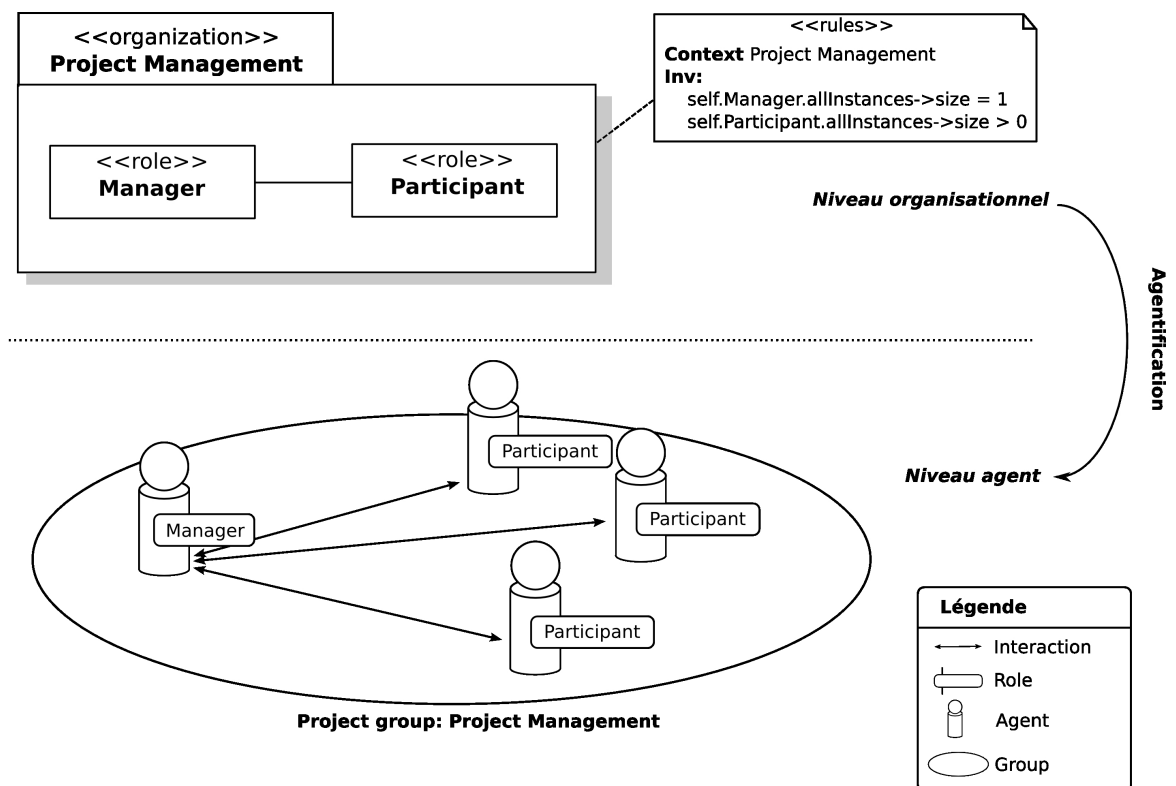 <<organization>>
Project Management
<<role>>
Manager
<<role>>
Participant
<<rules>>
Context Project Management
Inv:
self.Manager.allInstances->size = 1
self.Participant.allInstances->size > 0
Niveau organisationnel
Agentification
Niveau agent
Participant
Participant
Manager
Participant
Project group: Project Management
Légende
Interaction
Role
Agent
Group